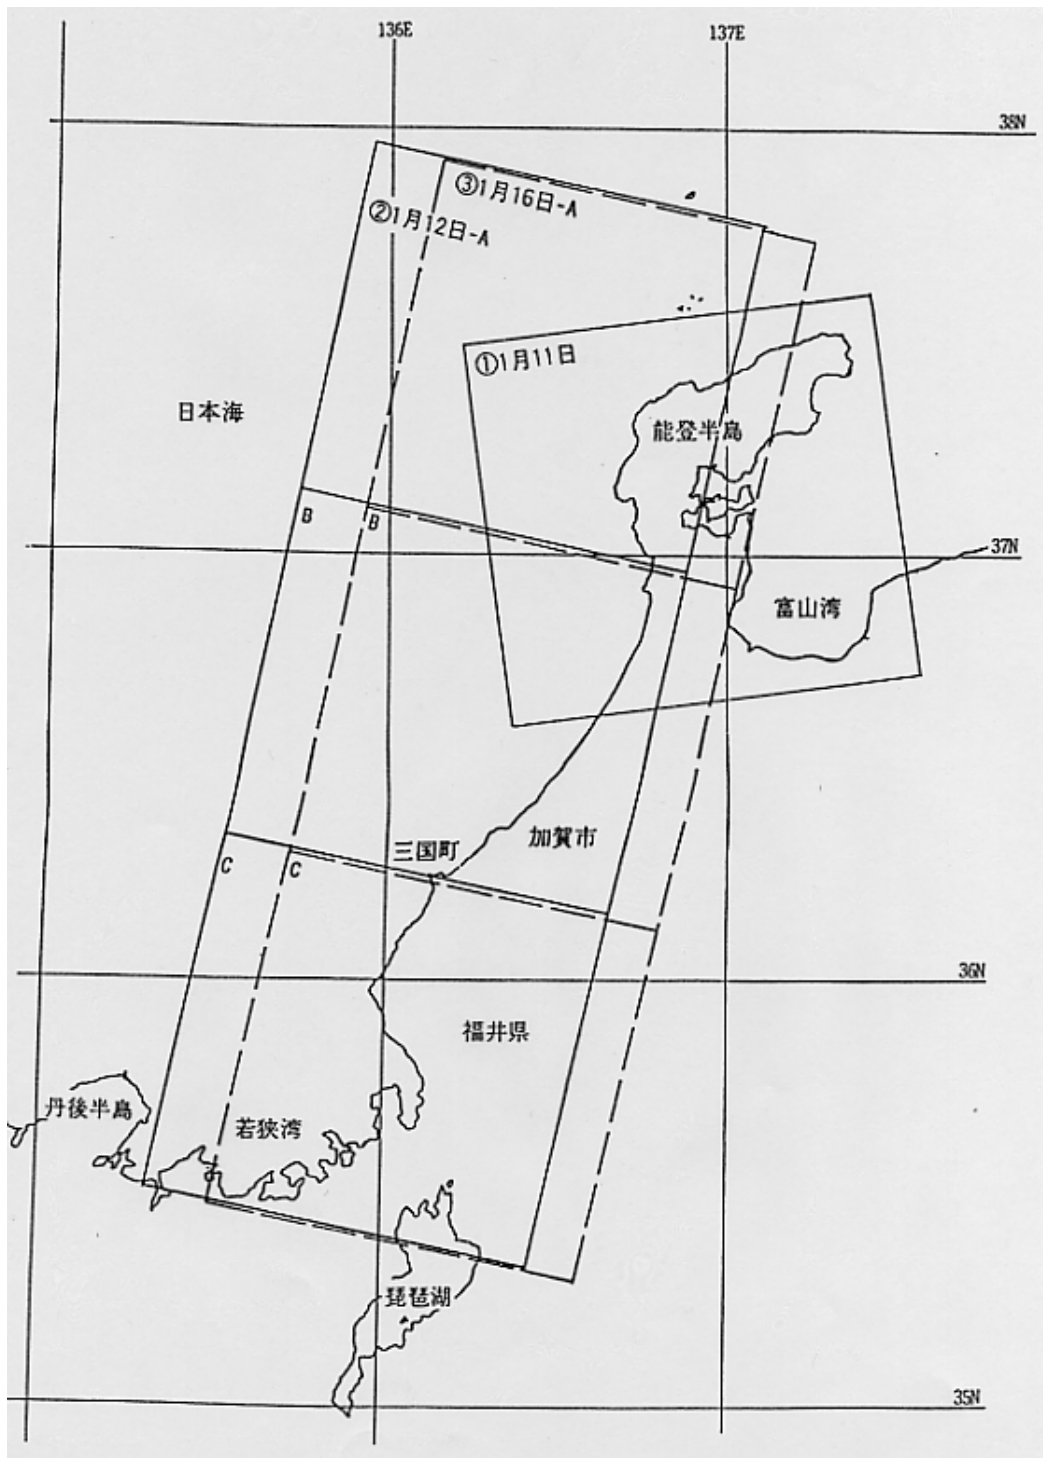 136E
137E
38N
③1月16日-A
②1月12日-A
①1月11日
日本海
能登半島
B
B
37N
富山湾
加賀市
三国町
C
C
36N
福井県
丹後半島
若狭湾
琵琶湖
35N